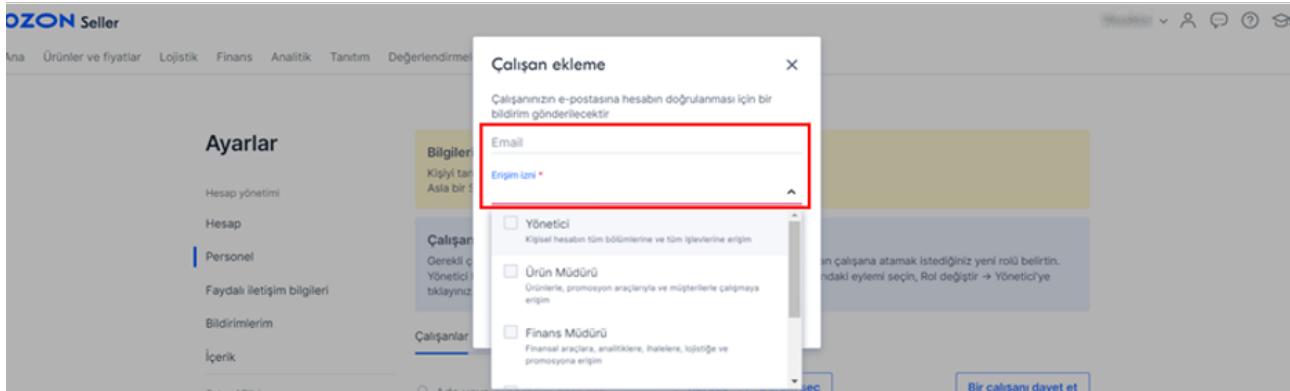 OZON Seller
Ana Ürünler ve fiyatlar Lojistik Finans Analitik Tanıtım Değerlendirmel
Çalışan ekleme
Çalışanınızın e-postasına hesabın doğrulanması için bir
bildirim gönderilecektir
Email
Erişim izni *
Yönetici
Kişisel hesabın tüm bölümlerine ve tüm işlevlerine erişim
Ürün Müdürü
Ürünlerle, promosyon araçlarıyla ve müşterilerle çalışmaya
erişim
Finans Müdürü
Finansal araçlara, analitiklere, ihalelere, lojistiğe ve
promosyona erişim
Ayarlar
Hesap yönetimi
Hesap
Personel
Faydalı iletişim bilgileri
Bildirimlerim
İçerik
Bilgileri
Kişiyi tan
Asla bir S
Çalışan
Gerekli ç
Yönetici
tıklayınız
an çalışana atamak istediğiniz yeni rolü belirtin.
ndaki eylemi seçin, Rol değiştir → Yönetici'ye
Çalışanlar
seç
Bir çalışanı davet et